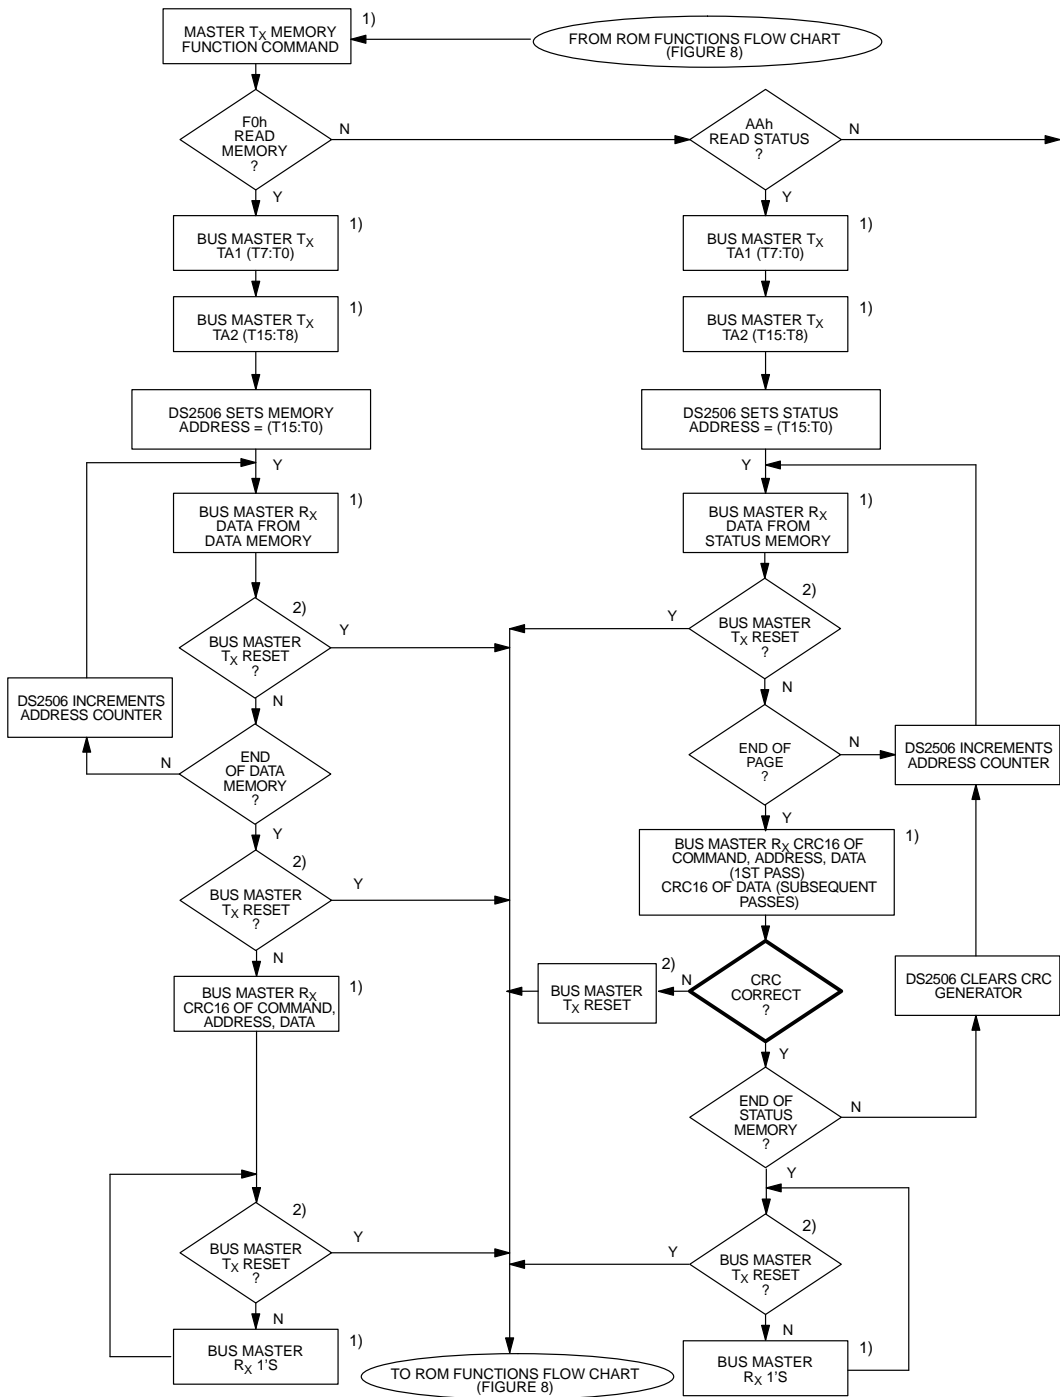 MASTER TX MEMORY
FUNCTION COMMAND
1)
FROM ROM FUNCTIONS FLOW CHART
(FIGURE 8)
F0h
READ
MEMORY
?
N
Y
AAh
READ STATUS
?
N
Y
BUS MASTER TX
TA1 (T7:T0)
1)
BUS MASTER TX
TA1 (T7:T0)
1)
BUS MASTER TX
TA2 (T15:T8)
1)
BUS MASTER TX
TA2 (T15:T8)
1)
DS2506 SETS MEMORY
ADDRESS = (T15:T0)
DS2506 SETS STATUS
ADDRESS = (T15:T0)
Y
Y
BUS MASTER RX
DATA FROM
DATA MEMORY
1)
BUS MASTER RX
DATA FROM
STATUS MEMORY
1)
2)
BUS MASTER
TX RESET
?
Y
N
2)
BUS MASTER
TX RESET
?
Y
N
DS2506 INCREMENTS
ADDRESS COUNTER
END
OF DATA
MEMORY
?
N
Y
END OF
PAGE
?
N
Y
DS2506 INCREMENTS
ADDRESS COUNTER
2)
BUS MASTER
TX RESET
?
Y
N
BUS MASTER RX CRC16 OF
COMMAND, ADDRESS, DATA
(1ST PASS)
CRC16 OF DATA (SUBSEQUENT
PASSES)
1)
BUS MASTER RX
CRC16 OF COMMAND,
ADDRESS, DATA
1)
2)
BUS MASTER
TX RESET
N
CRC
CORRECT
?
Y
DS2506 CLEARS CRC
GENERATOR
END OF
STATUS
MEMORY
?
N
Y
2)
BUS MASTER
TX RESET
?
Y
N
2)
BUS MASTER
TX RESET
?
Y
N
BUS MASTER
RX 1'S
1)
TO ROM FUNCTIONS FLOW CHART
(FIGURE 8)
BUS MASTER
RX 1'S
1)